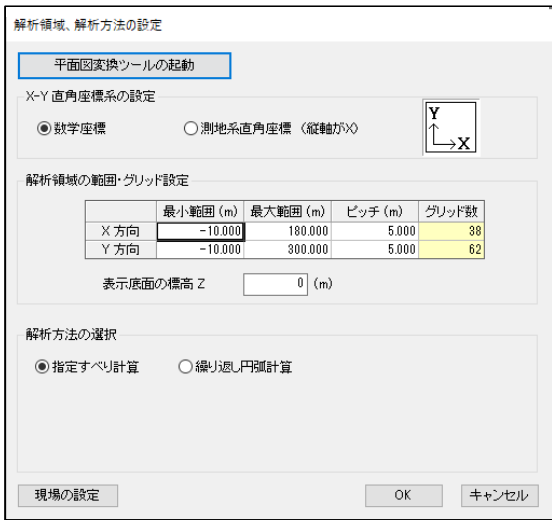 解析領域、解析方法の設定
平面図変換ツールの起動
X-Y 直角座標系の設定
数学座標 測地系直角座標 (縦軸がX)
Y
X
解析領域の範囲・グリッド設定
最小範囲 (m) 最大範囲 (m) ピッチ (m) グリッド数
X 方向 -10.000 180.000 5.000 38
Y 方向 -10.000 300.000 5.000 62
表示底面の標高 Z 0 (m)
解析方法の選択
指定すべり計算 繰り返し円弧計算
現場の設定 OK キャンセル